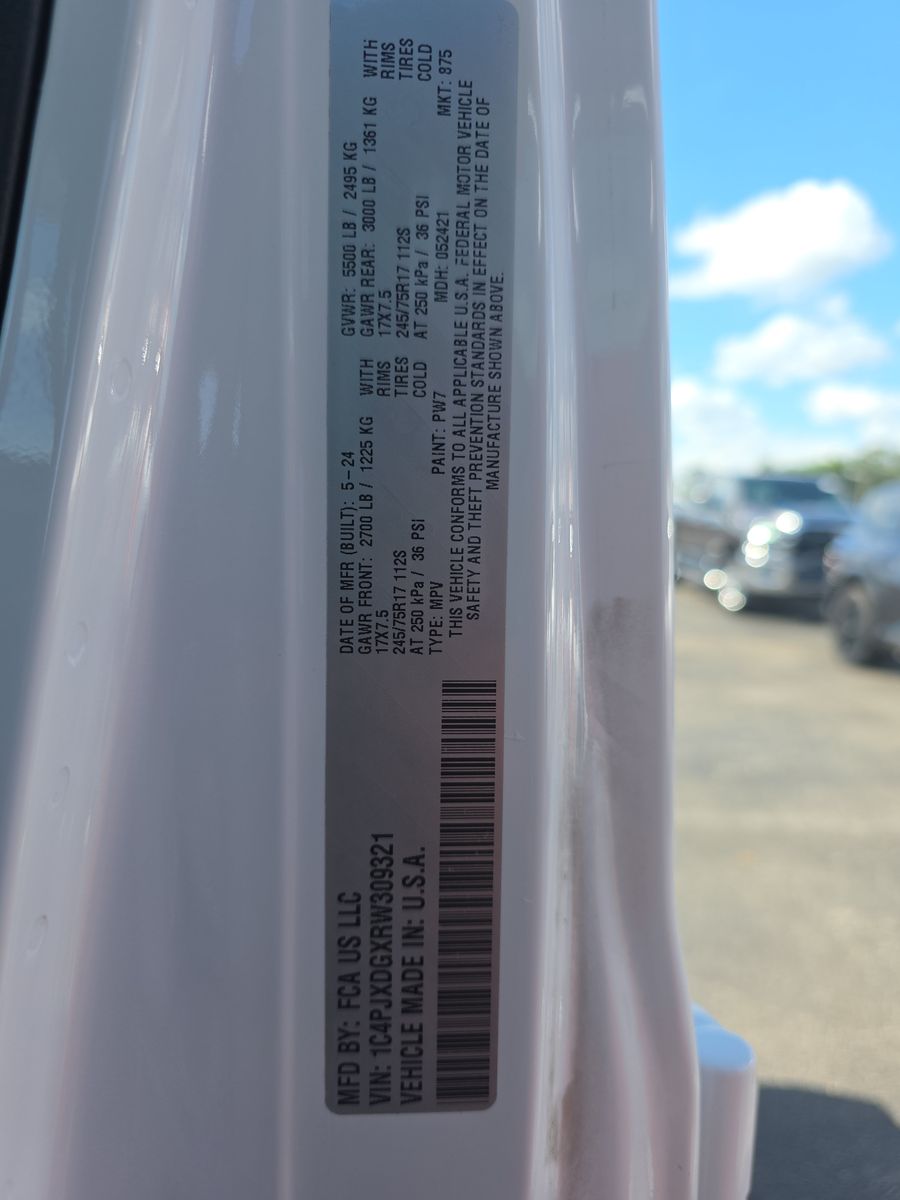 MFD BY: FCA US LLC
VIN: 1C4PJXDGXRW309321
VEHICLE MADE IN: U.S.A.
DATE OF MFR (BUILT): 5-24 GVWR: 5500 LB / 2495 KG
GAWR FRONT: 2700 LB / 1225 KG WITH GAWR REAR: 3000 LB / 1361 KG WITH
17X7.5 RIMS 17X7.5 RIMS
245/75R17 112S TIRES 245/75R17 112S TIRES
AT 250 kPa / 36 PSI COLD AT 250 kPa / 36 PSI COLD
TYPE: MPV PAINT: PW7 MDH: 052421 MKT: 875
THIS VEHICLE CONFORMS TO ALL APPLICABLE U.S.A. FEDERAL MOTOR VEHICLE
SAFETY AND THEFT PREVENTION STANDARDS IN EFFECT ON THE DATE OF
MANUFACTURE SHOWN ABOVE.